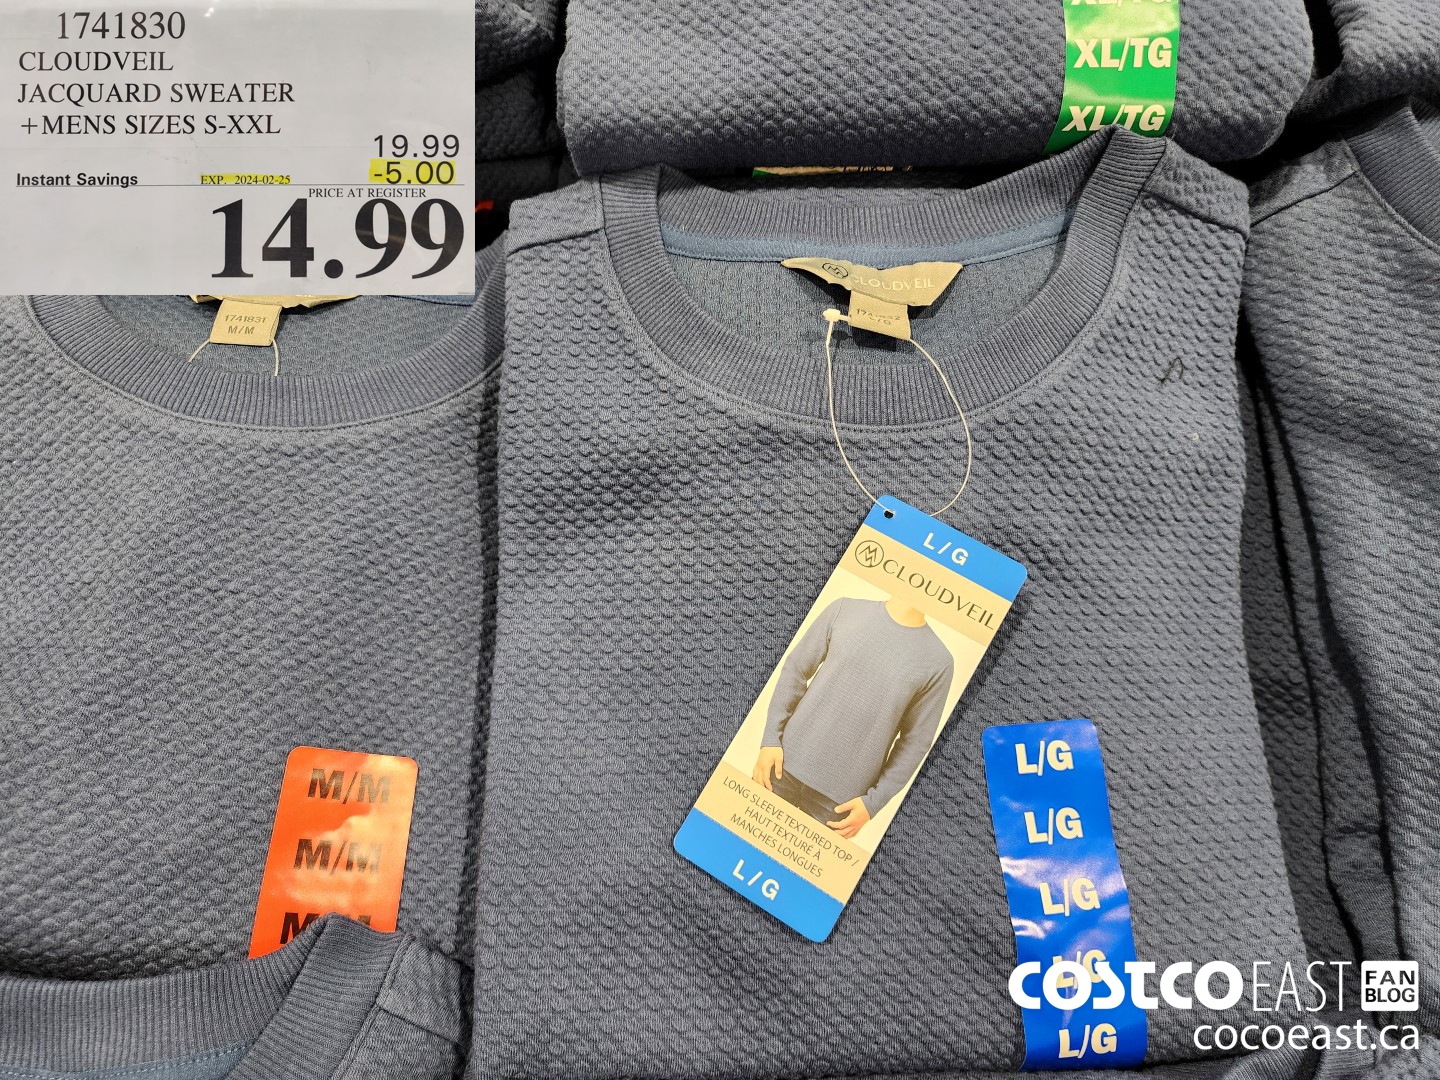 1741830
CLOUDVEIL
JACQUARD SWEATER
+MENS SIZES S-XXL
19.99
Instant Savings EXP. 2024-02-25 -5.00
PRICE AT REGISTER
14.99
XL/TG
XL/TG
XL/TG
CLOUDVEIL
L/G
1741831
M/M
L/G
CLOUDVEIL
LONG SLEEVE TEXTURED TOP /
HAUT TEXTURÉ À
MANCHES LONGUES
L/G
M/M
M/M
M/M
L/G
L/G
L/G
L/G
L/G
COSTCO EAST FAN BLOG
cocoeast.ca